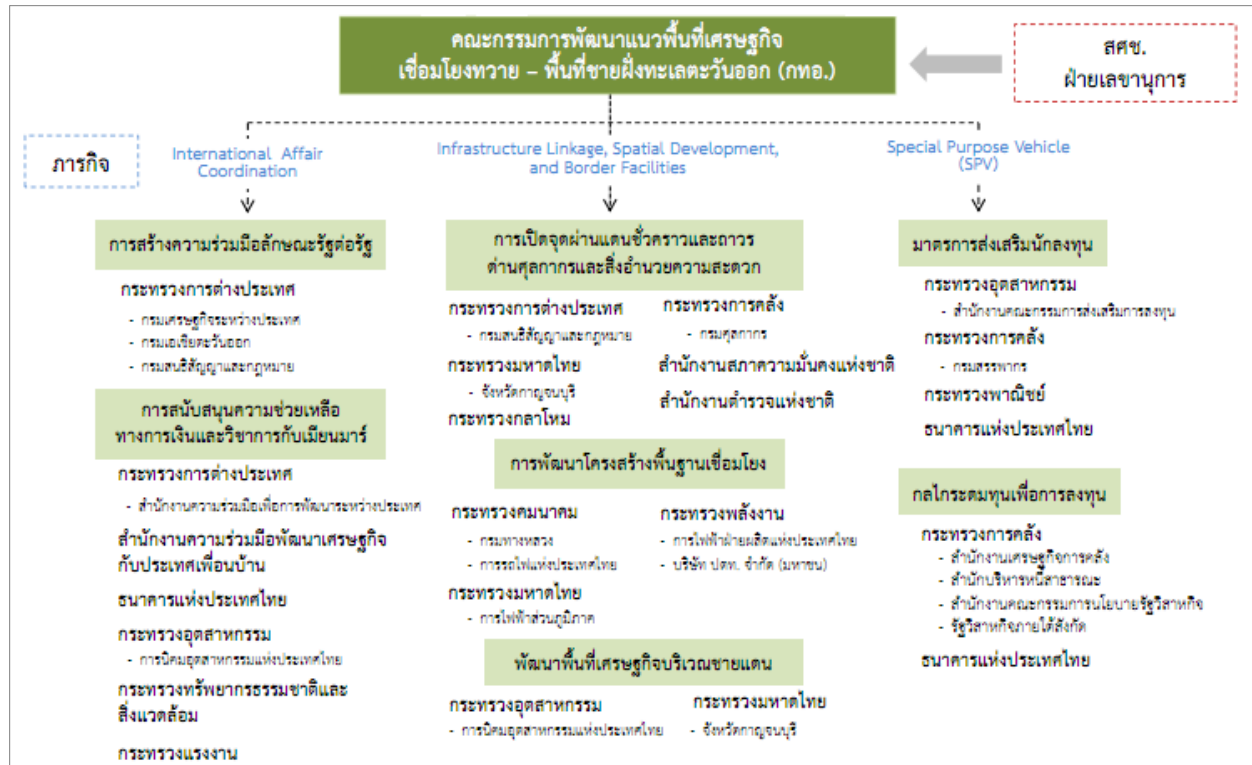 คณะกรรมการพัฒนาแนวพื้นที่เศรษฐกิจ
เชื่อมโยงทวาย – พื้นที่ชายฝั่งทะเลตะวันออก (กทอ.)
สศช.
ฝ่ายเลขานุการ
ภารกิจ
International Affair
Coordination
การสร้างความร่วมมือลักษณะรัฐต่อรัฐ
กระทรวงการต่างประเทศ
- กรมเศรษฐกิจระหว่างประเทศ
- กรมเอเชียตะวันออก
- กรมสนธิสัญญาและกฎหมาย
การสนับสนุนความช่วยเหลือ
ทางการเงินและวิชาการกับเมียนมาร์
กระทรวงการต่างประเทศ
- สำนักงานความร่วมมือเพื่อการพัฒนาระหว่างประเทศ
สำนักงานความร่วมมือพัฒนาเศรษฐกิจ
กับประเทศเพื่อนบ้าน
ธนาคารแห่งประเทศไทย
กระทรวงอุตสาหกรรม
- การนิคมอุตสาหกรรมแห่งประเทศไทย
กระทรวงทรัพยากรธรรมชาติและ
สิ่งแวดล้อม
กระทรวงแรงงาน
Infrastructure Linkage, Spatial Development,
and Border Facilities
การเปิดจุดผ่านแดนชั่วคราวและถาวร
ด่านศุลกากรและสิ่งอำนวยความสะดวก
กระทรวงการต่างประเทศ
- กรมสนธิสัญญาและกฎหมาย
กระทรวงมหาดไทย
- จังหวัดกาญจนบุรี
กระทรวงกลาโหม
กระทรวงการคลัง
- กรมศุลกากร
สำนักงานสภาความมั่นคงแห่งชาติ
สำนักงานตำรวจแห่งชาติ
การพัฒนาโครงสร้างพื้นฐานเชื่อมโยง
กระทรวงคมนาคม
- กรมทางหลวง
- การรถไฟแห่งประเทศไทย
กระทรวงมหาดไทย
- การไฟฟ้าส่วนภูมิภาค
กระทรวงพลังงาน
- การไฟฟ้าฝ่ายผลิตแห่งประเทศไทย
- บริษัท ปตท. จำกัด (มหาชน)
พัฒนาพื้นที่เศรษฐกิจบริเวณชายแดน
กระทรวงอุตสาหกรรม
- การนิคมอุตสาหกรรมแห่งประเทศไทย
กระทรวงมหาดไทย
- จังหวัดกาญจนบุรี
Special Purpose Vehicle
(SPV)
มาตรการส่งเสริมนักลงทุน
กระทรวงอุตสาหกรรม
- สำนักงานคณะกรรมการส่งเสริมการลงทุน
กระทรวงการคลัง
- กรมสรรพากร
กระทรวงพาณิชย์
ธนาคารแห่งประเทศไทย
กลไกระดมทุนเพื่อการลงทุน
กระทรวงการคลัง
- สำนักงานเศรษฐกิจการคลัง
- สำนักบริหารหนี้สาธารณะ
- สำนักงานคณะกรรมการนโยบายรัฐวิสาหกิจ
- รัฐวิสาหกิจภายใต้สังกัด
ธนาคารแห่งประเทศไทย